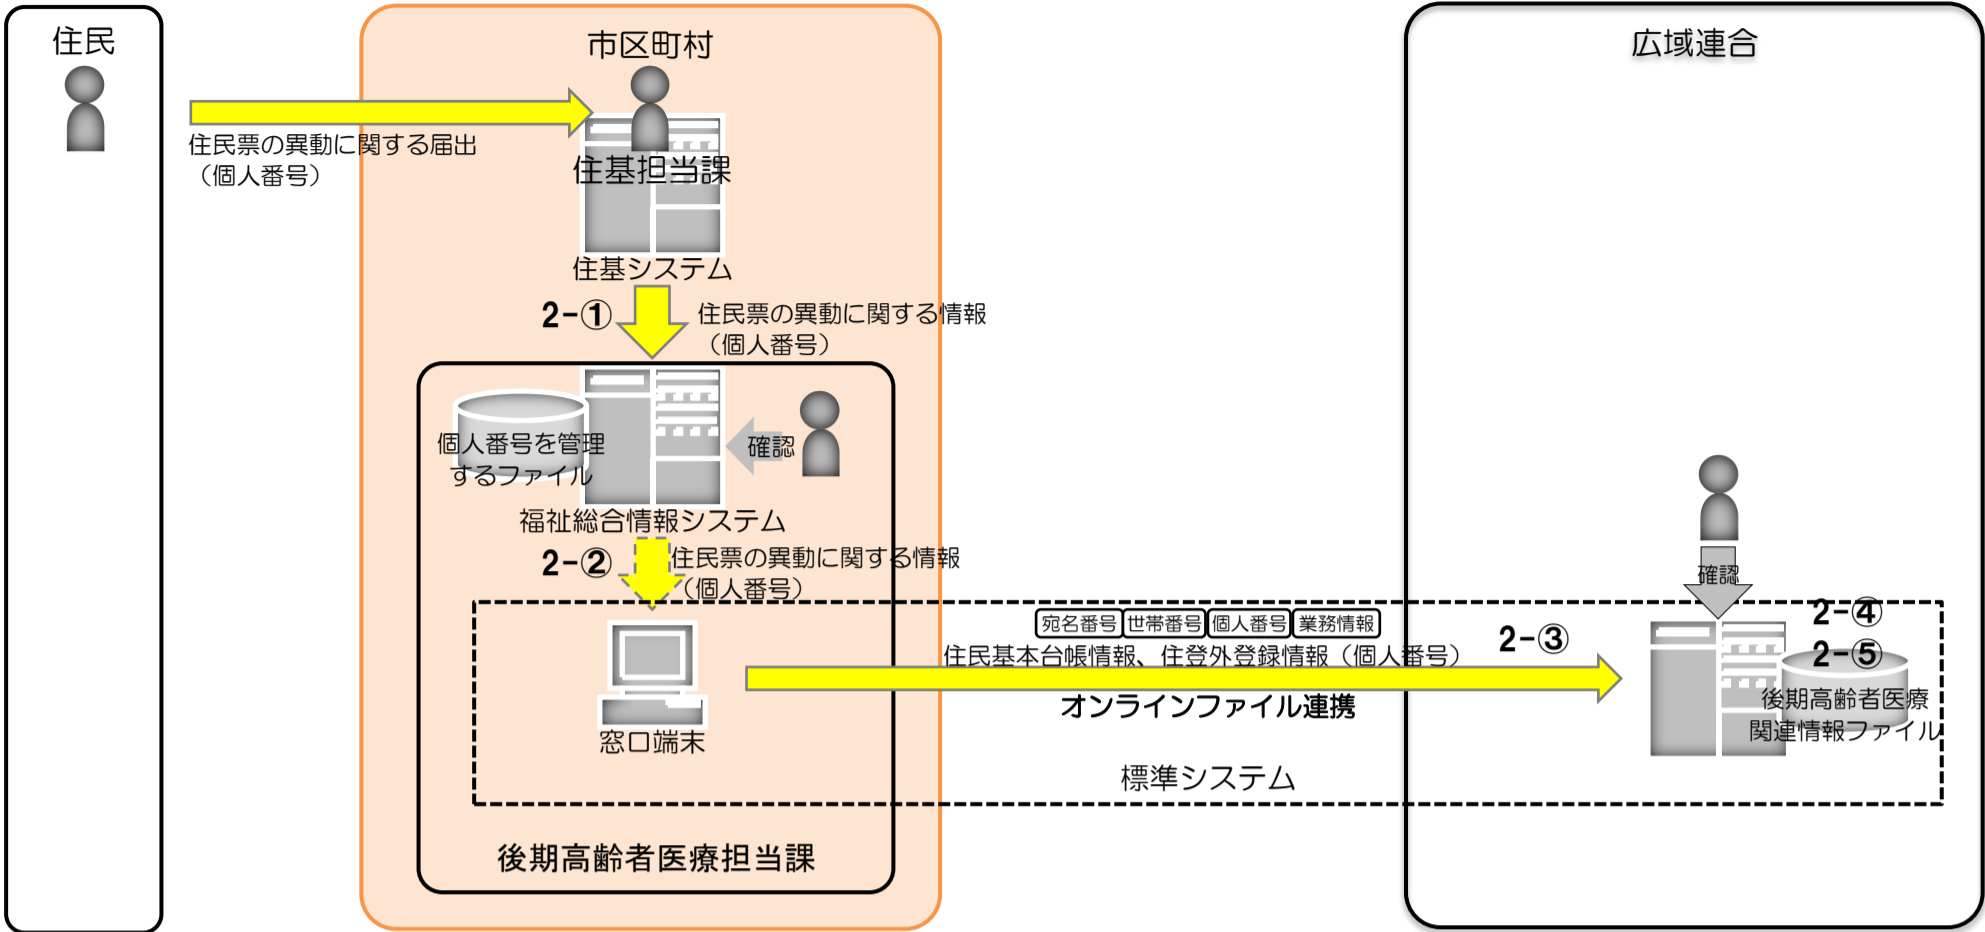 住民
市区町村
広域連合
住民票の異動に関する届出
（個人番号）
住基担当課
住基システム
2-①
住民票の異動に関する情報
（個人番号）
個人番号を管理
するファイル
確認
福祉総合情報システム
2-②
住民票の異動に関する情報
（個人番号）
確認
宛名番号 世帯番号 個人番号 業務情報
住民基本台帳情報、住登外登録情報（個人番号）
2-③
2-④
2-⑤
オンラインファイル連携
後期高齢者医療
関連情報ファイル
窓口端末
標準システム
後期高齢者医療担当課